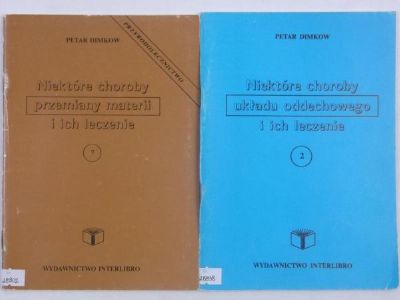 PETAR DIMKOW
PRZYRODOLECZNICTWO
Niektóre choroby
przemiany materii
i ich leczenie
7
WYDAWNICTWO INTERLIBRO
PETAR DIMKOW
Niektóre choroby
układu oddechowego
i ich leczenie
2
WYDAWNICTWO INTERLIBRO